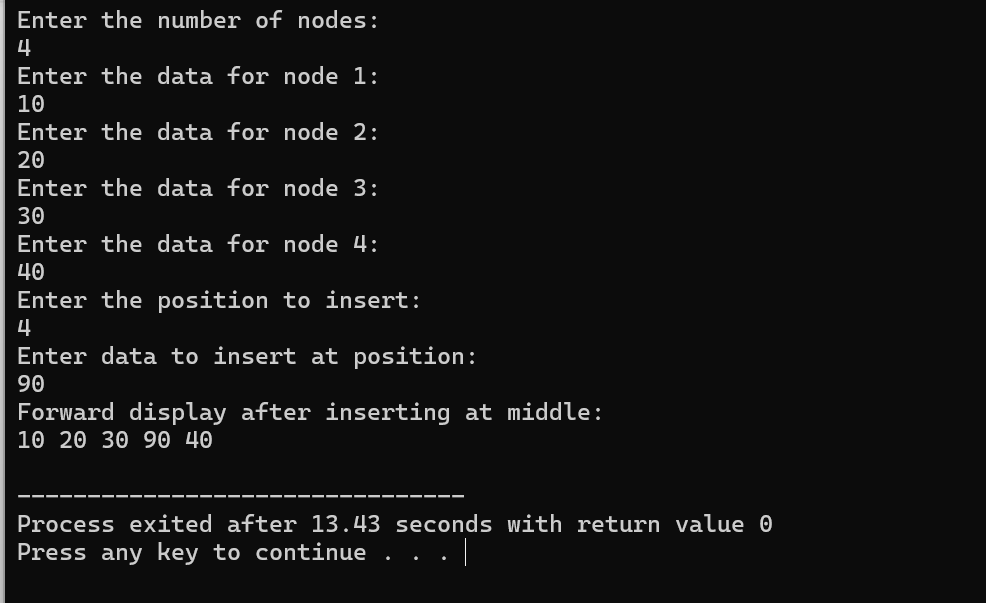 Enter the number of nodes:
4
Enter the data for node 1:
10
Enter the data for node 2:
20
Enter the data for node 3:
30
Enter the data for node 4:
40
Enter the position to insert:
4
Enter data to insert at position:
90
Forward display after inserting at middle:
10 20 30 90 40
--------------------------------
Process exited after 13.43 seconds with return value 0
Press any key to continue . . .